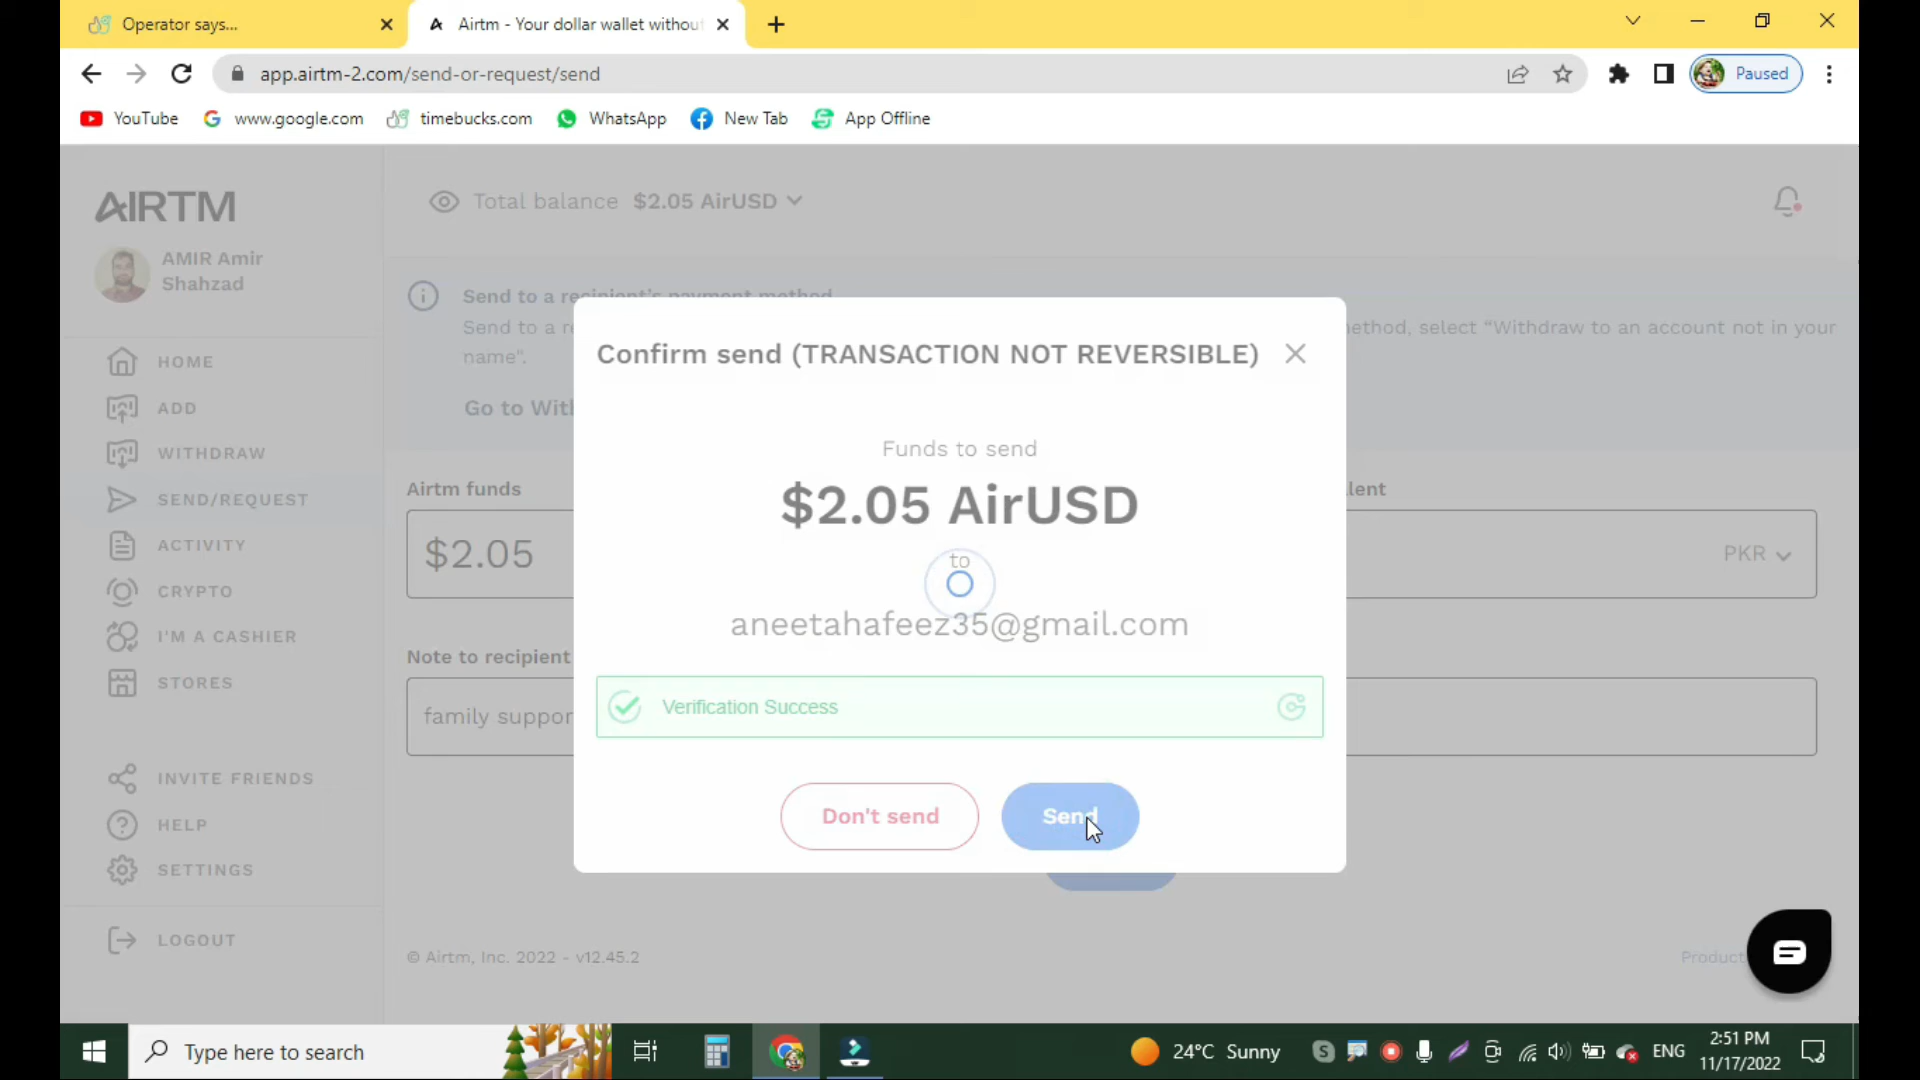 Operator says...
Airtm - Your dollar wallet withou
app.airtm-2.com/send-or-request/send
Paused
YouTube
www.google.com
timebucks.com
WhatsApp
New Tab
App Offline
AIRTM
Total balance $2.05 AirUSD
AMIR Amir
Shahzad
Send to a recipient's payment method
Send to a r
ethod, select “Withdraw to an account not in your
name".
Go to With
HOME
ADD
WITHDRAW
SEND/REQUEST
ACTIVITY
CRYPTO
I'M A CASHIER
STORES
INVITE FRIENDS
HELP
SETTINGS
LOGOUT
Airtm funds
lent
$2.05
PKR
Note to recipient
family suppor
Confirm send (TRANSACTION NOT REVERSIBLE)
Funds to send
$2.05 AirUSD
to
aneetahafeez35@gmail.com
Verification Success
Don't send
Send
© Airtm, Inc. 2022 - v12.45.2
Product
Type here to search
24°C Sunny
ENG
2:51 PM
11/17/2022